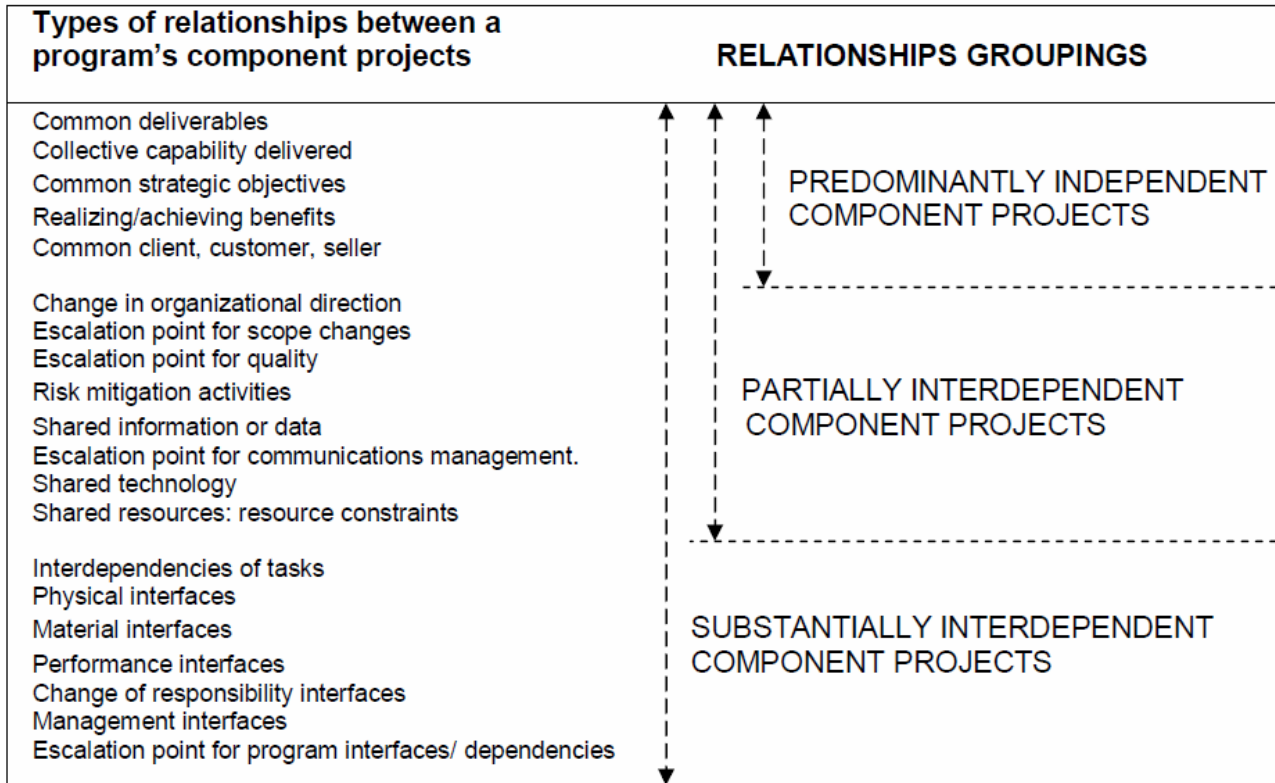 Types of relationships between a
program’s component projects
RELATIONSHIPS GROUPINGS
Common deliverables
Collective capability delivered
Common strategic objectives
Realizing/achieving benefits
Common client, customer, seller
PREDOMINANTLY INDEPENDENT
COMPONENT PROJECTS
Change in organizational direction
Escalation point for scope changes
Escalation point for quality
Risk mitigation activities
Shared information or data
Escalation point for communications management.
Shared technology
Shared resources: resource constraints
PARTIALLY INTERDEPENDENT
COMPONENT PROJECTS
Interdependencies of tasks
Physical interfaces
Material interfaces
Performance interfaces
Change of responsibility interfaces
Management interfaces
Escalation point for program interfaces/ dependencies
SUBSTANTIALLY INTERDEPENDENT
COMPONENT PROJECTS